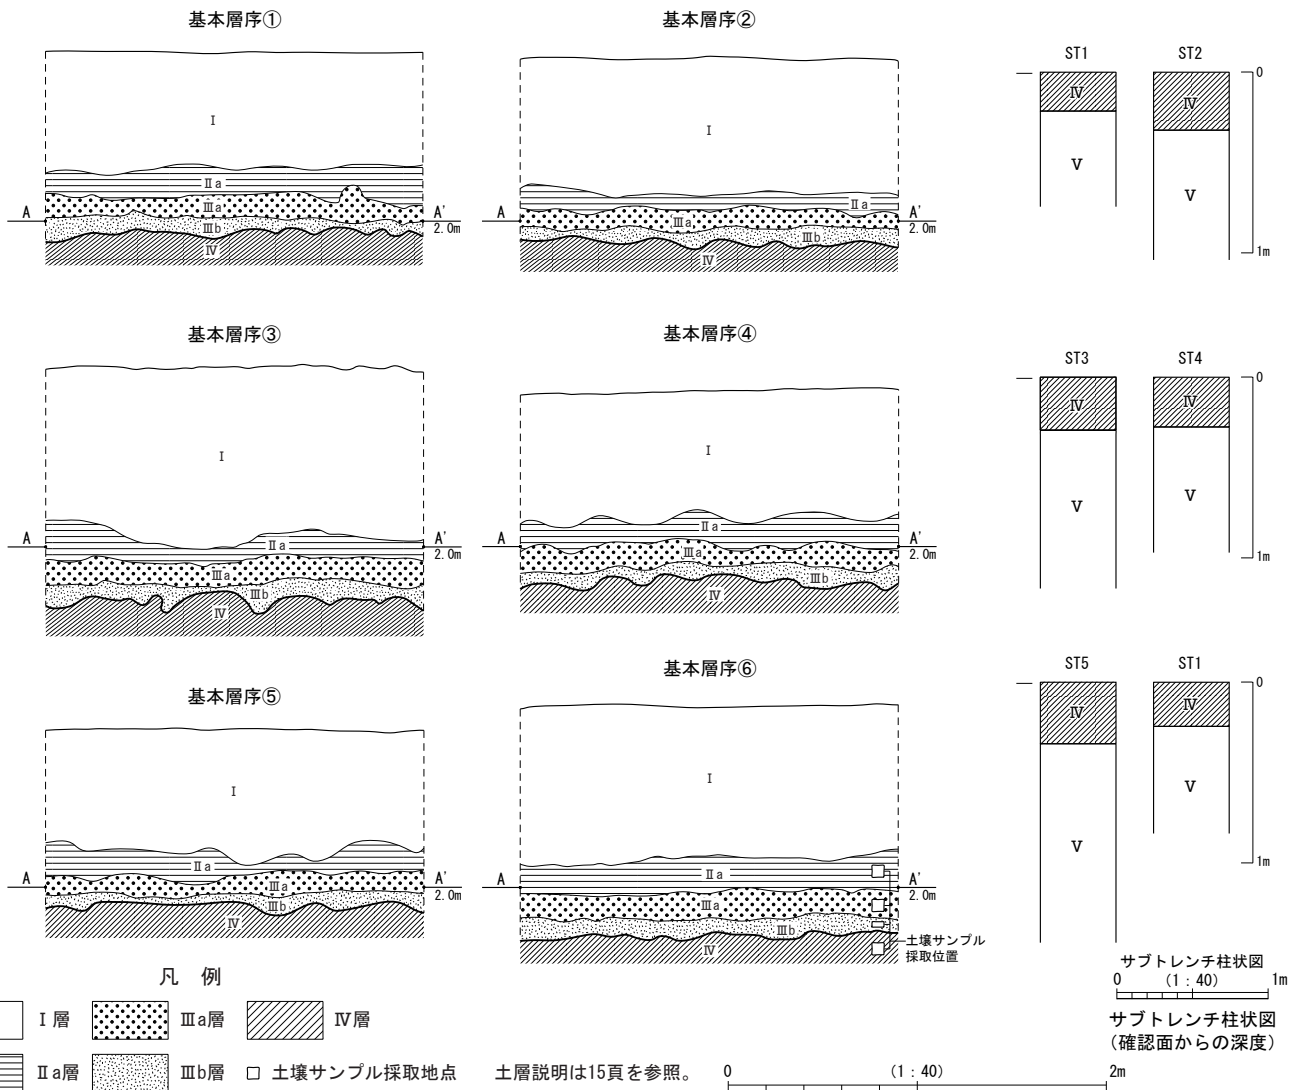 基本層序①
Ⅰ
Ⅱa
Ⅲa
Ⅲb
Ⅳ
A
A'
2.0m
基本層序②
Ⅰ
Ⅱa
Ⅲa
Ⅲb
Ⅳ
A
A'
2.0m
ST1
Ⅳ
Ⅴ
ST2
Ⅳ
Ⅴ
0
1m
基本層序③
Ⅰ
Ⅱa
Ⅲa
Ⅲb
Ⅳ
A
A'
2.0m
基本層序④
Ⅰ
Ⅱa
Ⅲa
Ⅲb
Ⅳ
A
A'
2.0m
ST3
Ⅳ
Ⅴ
ST4
Ⅳ
Ⅴ
0
1m
基本層序⑤
Ⅰ
Ⅱa
Ⅲa
Ⅲb
Ⅳ
A
A'
2.0m
基本層序⑥
Ⅰ
Ⅱa
Ⅲa
Ⅲb
Ⅳ
A
A'
2.0m
土壌サンプル
採取位置
ST5
Ⅳ
Ⅴ
ST1
Ⅳ
Ⅴ
0
1m
サブトレンチ柱状図
0 (1：40) 1m
サブトレンチ柱状図
(確認面からの深度)
凡 例
Ⅰ層 Ⅲa層 Ⅳ層
Ⅱa層 Ⅲb層 土壌サンプル採取地点 土層説明は15頁を参照。
0 (1：40) 2m